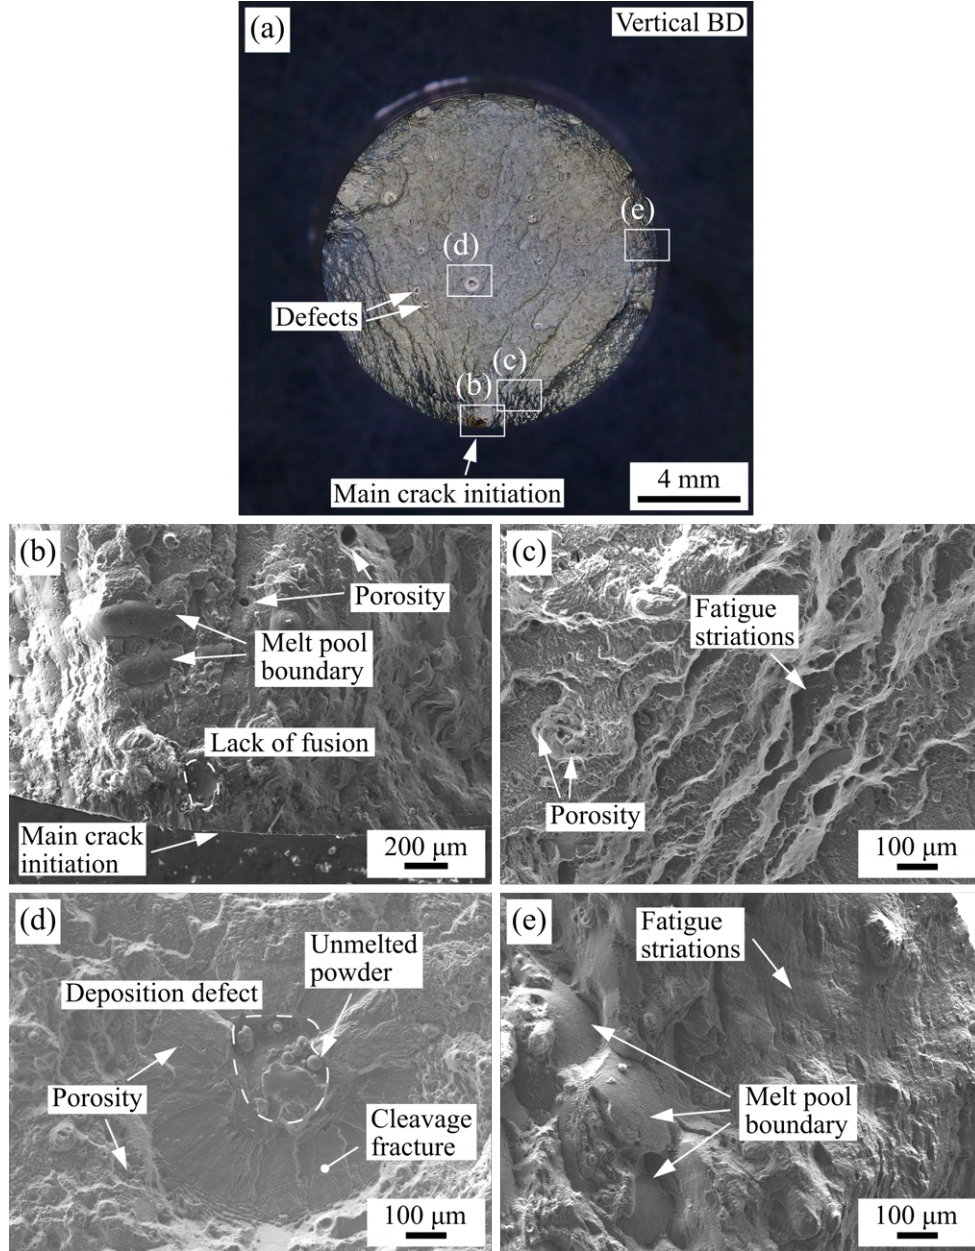 (a)
Vertical BD
(e)
(d)
Defects
(c)
(b)
Main crack initiation
4 mm
(b)
Porosity
Melt pool
boundary
Lack of fusion
Main crack
initiation
200 μm
(c)
Fatigue
striations
Porosity
100 μm
(d)
Unmelted
powder
Deposition defect
Porosity
Cleavage
fracture
100 μm
(e)
Fatigue
striations
Melt pool
boundary
100 μm